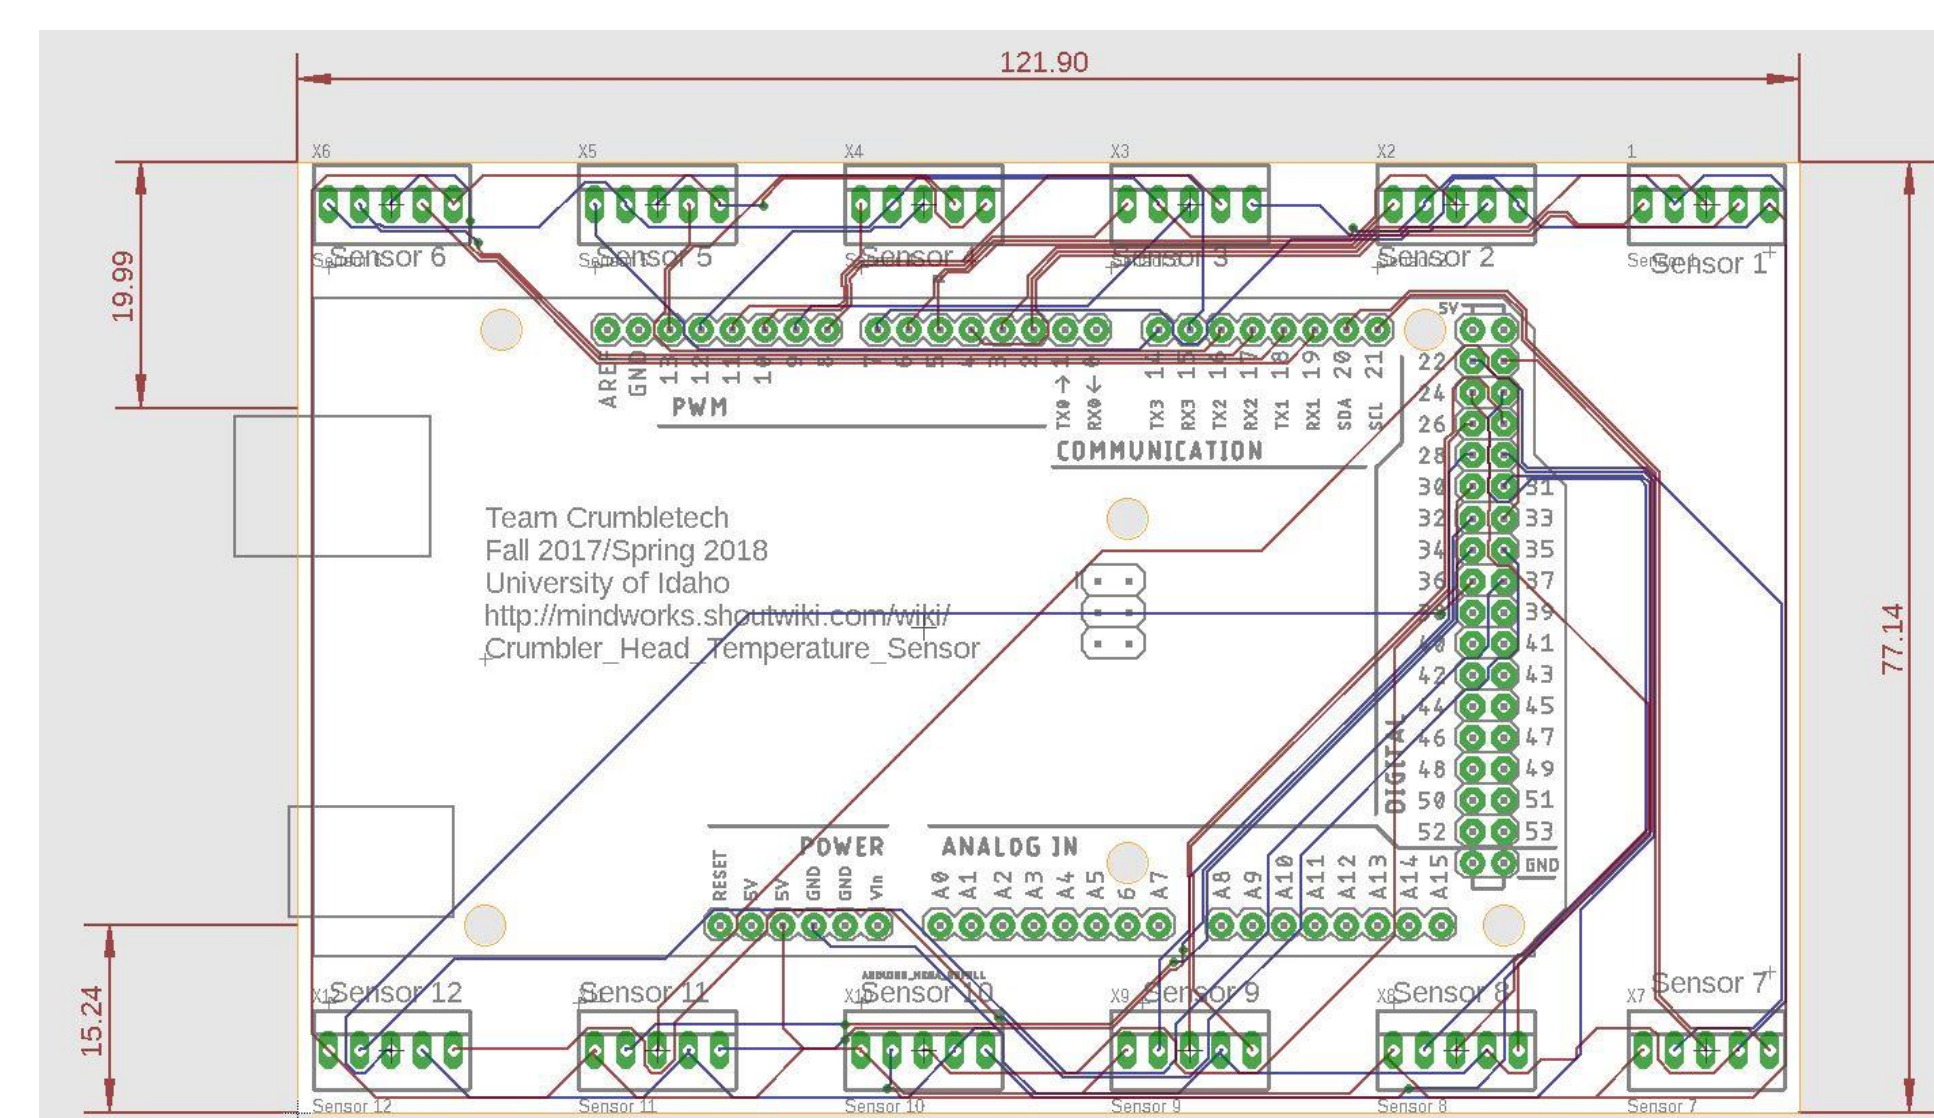 121.90
X6 X5 X4 X3 X2 1
Sensor 6 Sensor 5 Sensor 4 Sensor 3 Sensor 2 Sensor 1
19.99
77.14
5V
AREF GND 13 12 11 10 9 8 7 6 5 4 3 2 TX0→1 RX0←0 TX3 14 RX3 15 TX2 16 RX2 17 TX1 18 RX1 19 SDA 20 SCL 21
PWM
COMMUNICATION
22
24
26
28
30 31
32 33
34 35
36 37
39
40 41
42 43
44 45
46 47
48 49
50 51
52 53
GND
DIGITAL
Team Crumbletech
Fall 2017/Spring 2018
University of Idaho
http://mindworks.shoutwiki.com/wiki/
Crumbler_Head_Temperature_Sensor
POWER ANALOG IN
RESET 5V 5V GND GND Vin A0 A1 A2 A3 A4 A5 6 A7 A8 A9 A10 A11 A12 A13 A14 A15
15.24
Sensor 12 Sensor 11 Sensor 10 X9 Sensor 9 X8 Sensor 8 X7 Sensor 7
Sensor 12 Sensor 11 Sensor 10 Sensor 9 Sensor 8 Sensor 7